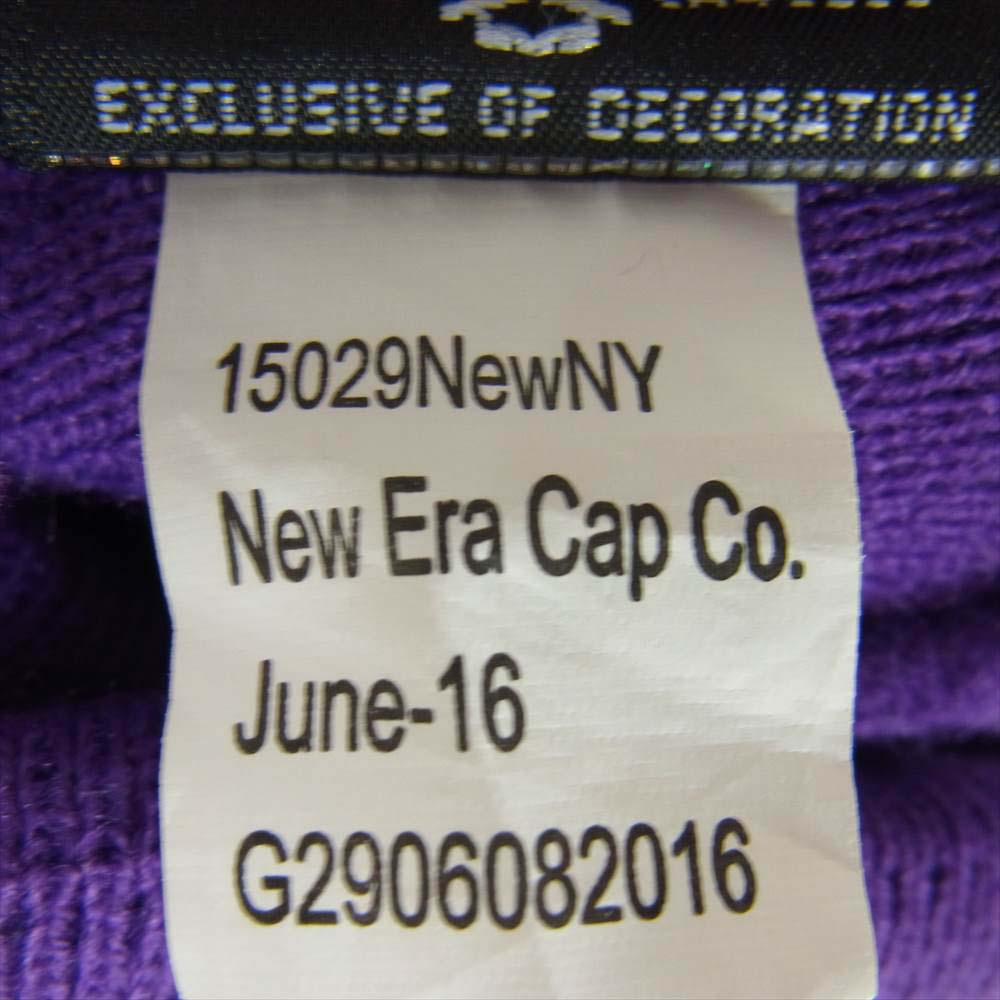 EXCLUSIVE OF DECORATION
15029NewNY
New Era Cap Co.
June-16
G2906082016